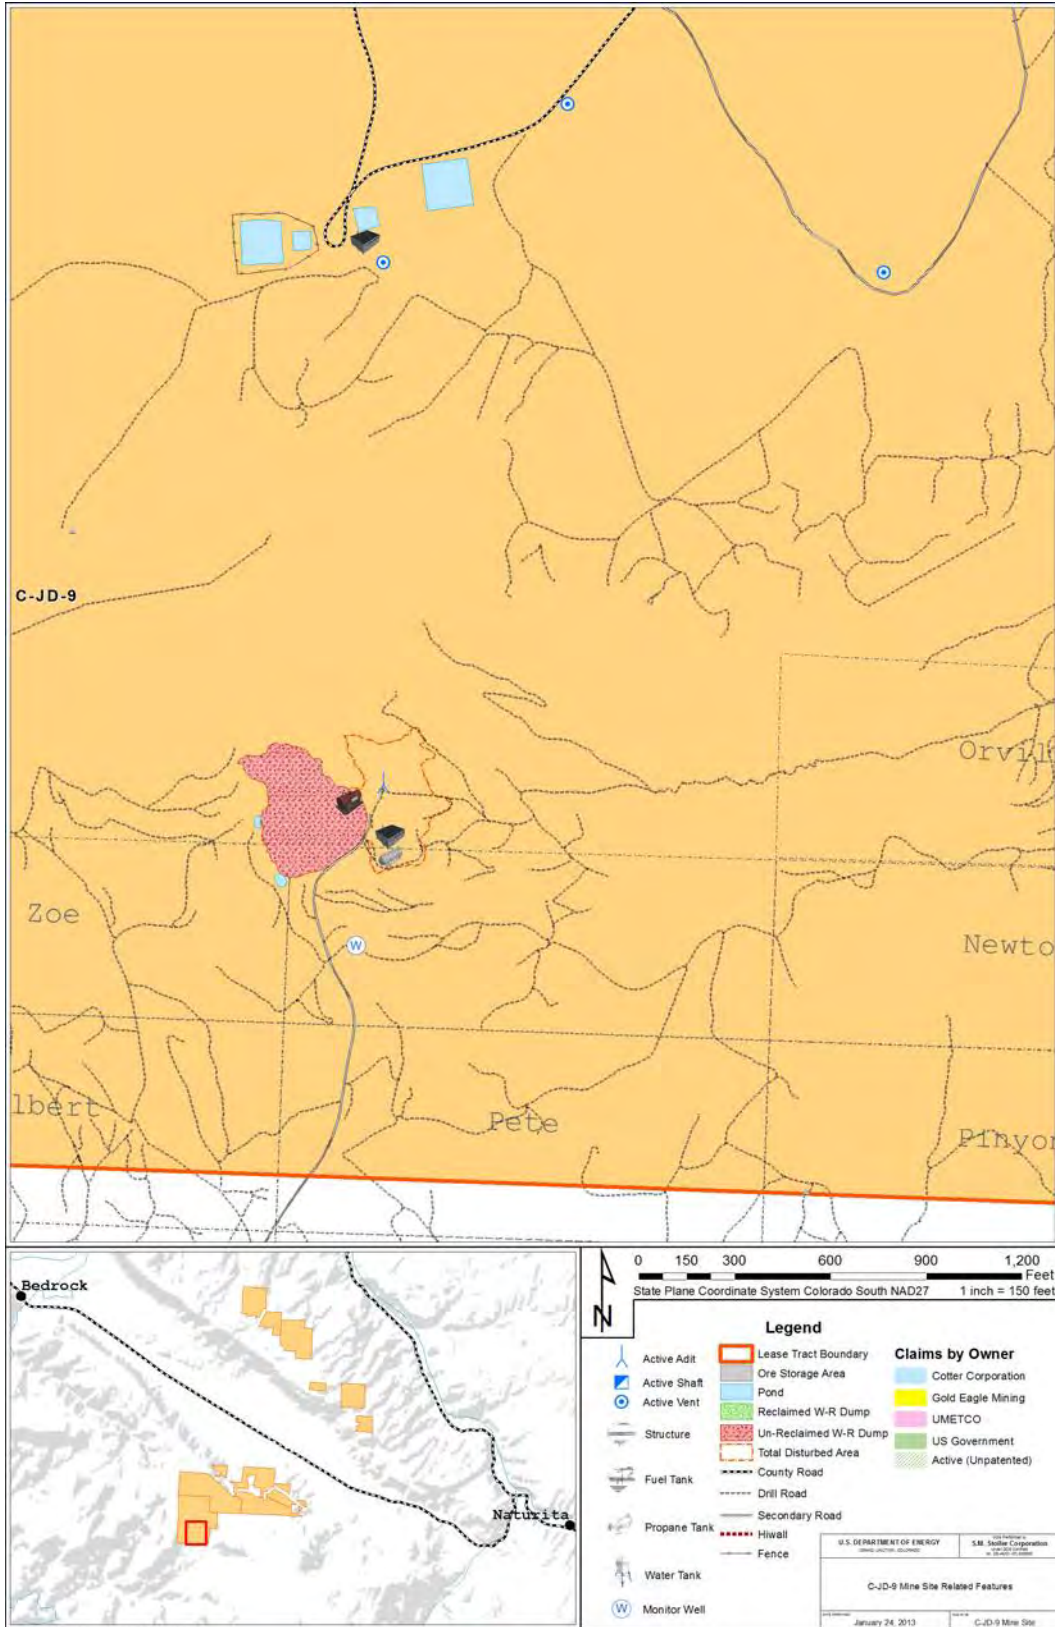 C-JD-9
Orvil
Zoe
W
Newto
lbert
Pete
Pinyon
Bedrock
Naturita
N
0 150 300 600 900 1,200
Feet
State Plane Coordinate System Colorado South NAD27 1 inch = 150 feet
Legend
Active Adit
Active Shaft
Active Vent
Structure
Fuel Tank
Propane Tank
Water Tank
W Monitor Well
Lease Tract Boundary
Ore Storage Area
Pond
Reclaimed W-R Dump
Un-Reclaimed W-R Dump
Total Disturbed Area
County Road
Drill Road
Secondary Road
Hiwall
Fence
Claims by Owner
Cotter Corporation
Gold Eagle Mining
UMETCO
US Government
Active (Unpatented)
U.S. DEPARTMENT OF ENERGY
GRAND JUNCTION, COLORADO
S.M. Stoller Corporation
C-JD-9 Mine Site Related Features
January 24, 2013
C-JD-9 Mine Site